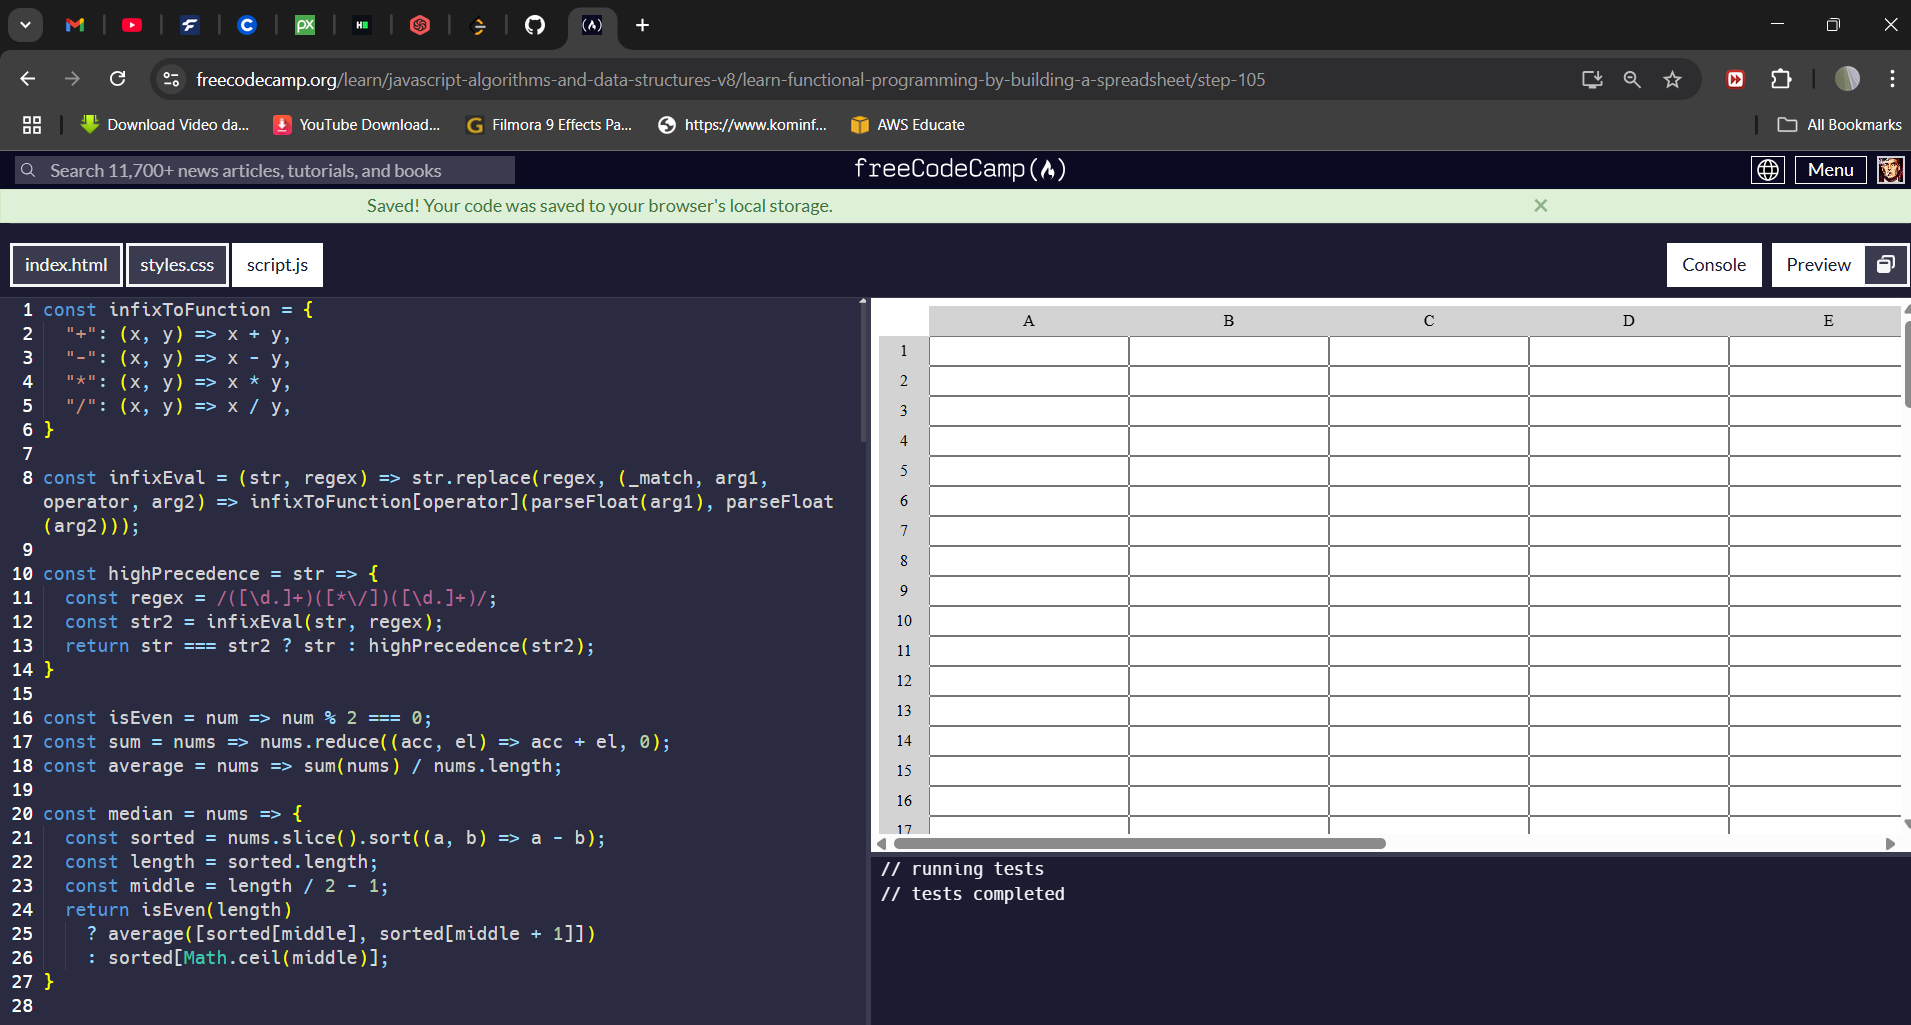 freecodecamp.org/learn/javascript-algorithms-and-data-structures-v8/learn-functional-programming-by-building-a-spreadsheet/step-105
Download Video da...
YouTube Download...
Filmora 9 Effects Pa...
https://www.kominf...
AWS Educate
All Bookmarks
Search 11,700+ news articles, tutorials, and books
freeCodeCamp
Menu
Saved! Your code was saved to your browser's local storage.
×
index.html
styles.css
script.js
Console
Preview
1 const infixToFunction = {
2 "+": (x, y) => x + y,
3 "-": (x, y) => x - y,
4 "*": (x, y) => x * y,
5 "/": (x, y) => x / y,
6 }
7
8 const infixEval = (str, regex) => str.replace(regex, (_match, arg1,
operator, arg2) => infixToFunction[operator](parseFloat(arg1), parseFloat
(arg2)));
9
10 const highPrecedence = str => {
11 const regex = /([\d.]+)([*\/])([\d.]+)/;
12 const str2 = infixEval(str, regex);
13 return str === str2 ? str : highPrecedence(str2);
14 }
15
16 const isEven = num => num % 2 === 0;
17 const sum = nums => nums.reduce((acc, el) => acc + el, 0);
18 const average = nums => sum(nums) / nums.length;
19
20 const median = nums => {
21 const sorted = nums.slice().sort((a, b) => a - b);
22 const length = sorted.length;
23 const middle = length / 2 - 1;
24 return isEven(length)
25 ? average([sorted[middle], sorted[middle + 1]])
26 : sorted[Math.ceil(middle)];
27 }
28
A B C D E
1
2
3
4
5
6
7
8
9
10
11
12
13
14
15
16
17
// running tests
// tests completed